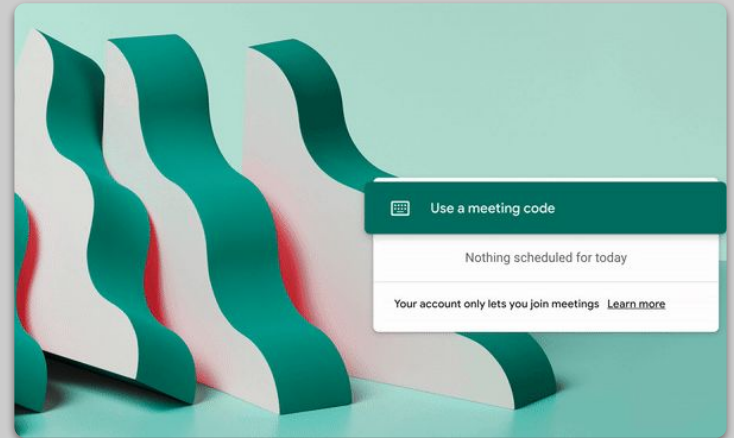 Use a meeting code
Nothing scheduled for today
Your account only lets you join meetings Learn more